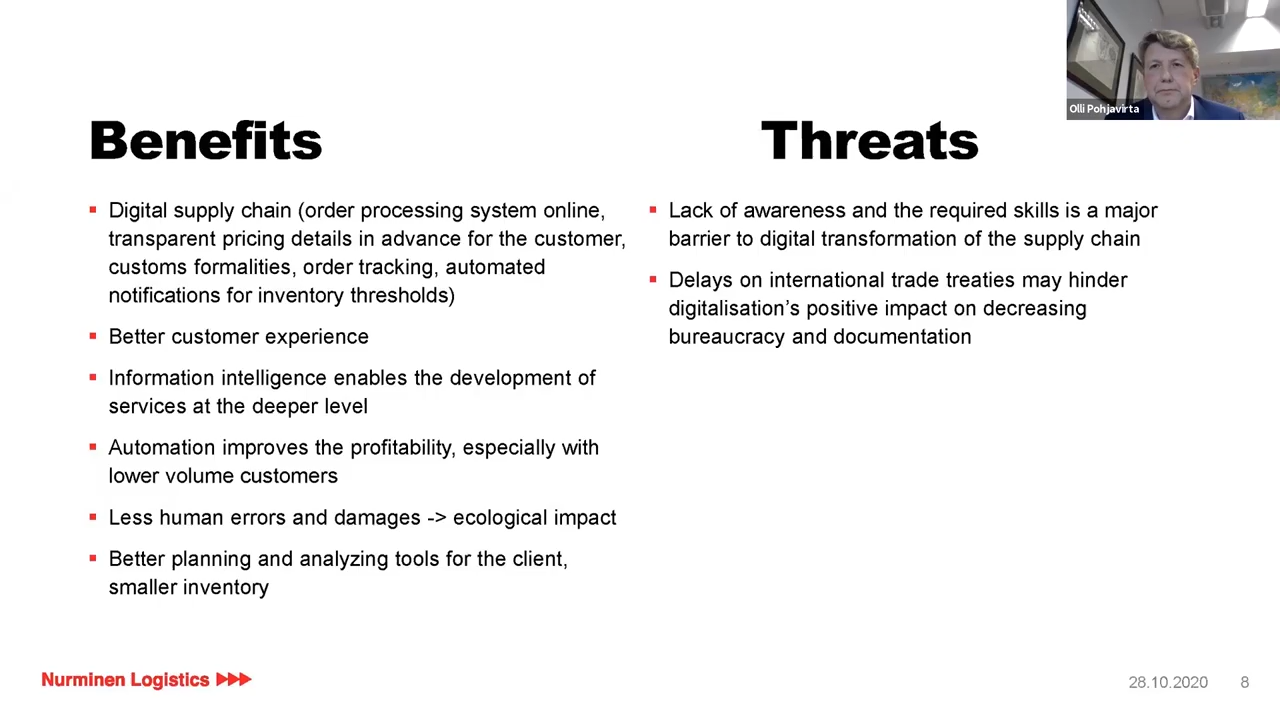 Olli Pohjavirta
Benefits
Digital supply chain (order processing system online,
transparent pricing details in advance for the customer,
customs formalities, order tracking, automated
notifications for inventory thresholds)
Better customer experience
Information intelligence enables the development of
services at the deeper level
Automation improves the profitability, especially with
lower volume customers
Less human errors and damages -> ecological impact
Better planning and analyzing tools for the client,
smaller inventory
Threats
Lack of awareness and the required skills is a major
barrier to digital transformation of the supply chain
Delays on international trade treaties may hinder
digitalisation’s positive impact on decreasing
bureaucracy and documentation
Nurminen Logistics
28.10.2020
8